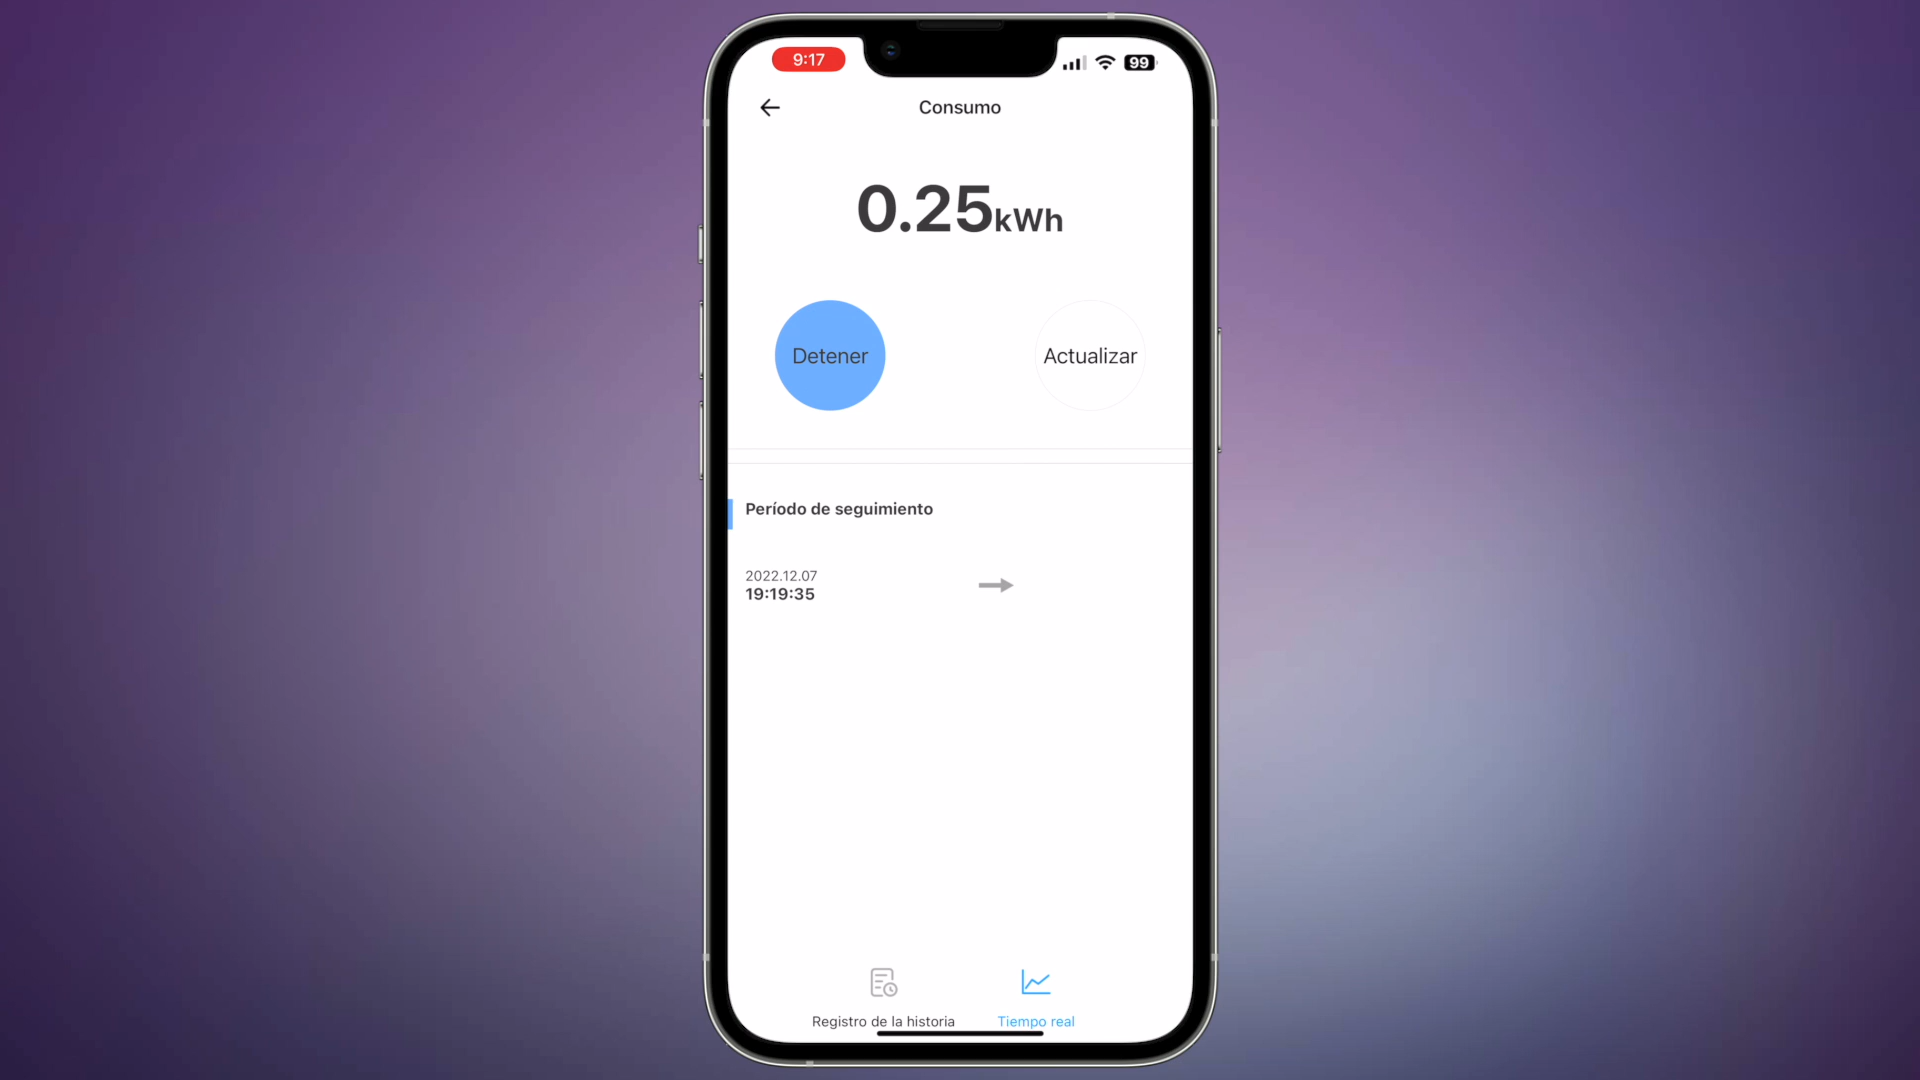 9:17
99
Consumo
0.25kWh
Detener
Actualizar
Período de seguimiento
2022.12.07
19:19:35
Registro de la historia
Tiempo real